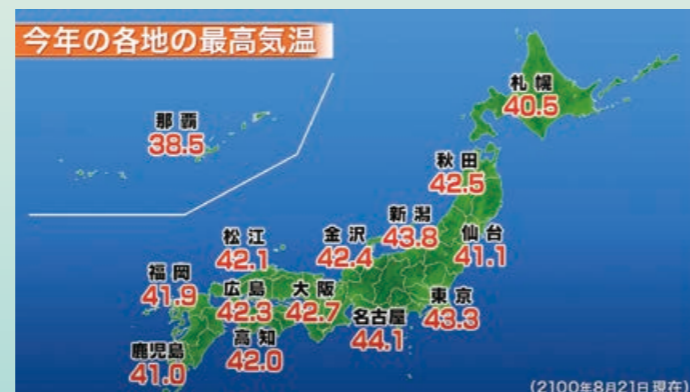 今年の各地の最高気温
札幌
40.5
那覇
38.5
秋田
42.5
新潟
43.8
仙台
41.1
金沢
42.4
松江
42.1
福岡
41.9
広島
42.3
大阪
42.7
東京
43.3
名古屋
44.1
高知
42.0
鹿児島
41.0
(2100年8月21日現在)